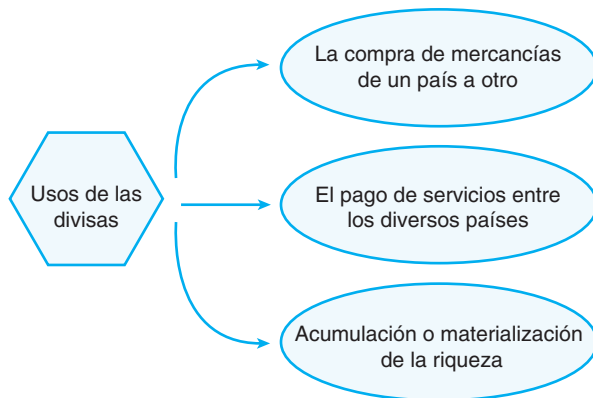 Usos de las
divisas
La compra de mercancías
de un país a otro
El pago de servicios entre
los diversos países
Acumulación o materialización
de la riqueza